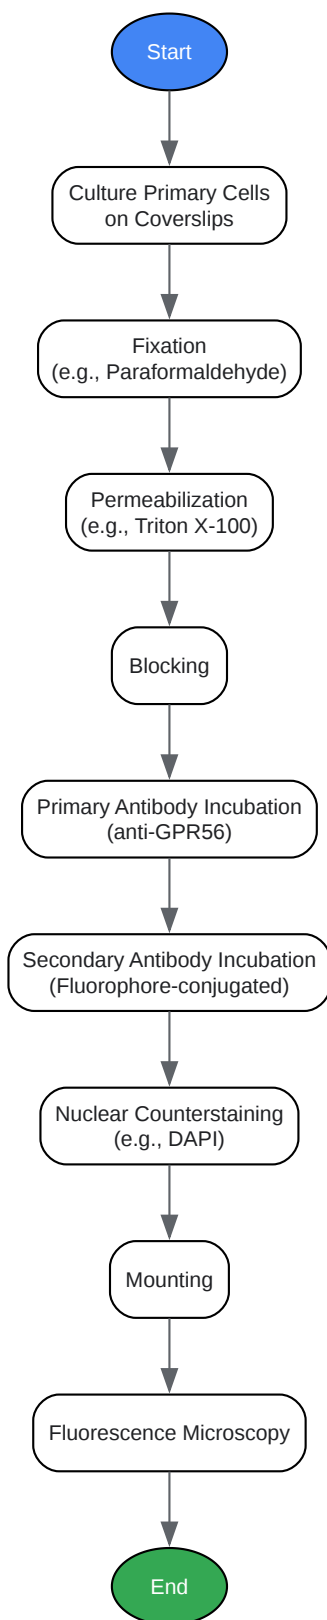 Start
Culture Primary Cells
on Coverslips
Fixation
(e.g., Paraformaldehyde)
Permeabilization
(e.g., Triton X-100)
Blocking
Primary Antibody Incubation
(anti-GPR56)
Secondary Antibody Incubation
(Fluorophore-conjugated)
Nuclear Counterstaining
(e.g., DAPI)
Mounting
Fluorescence Microscopy
End